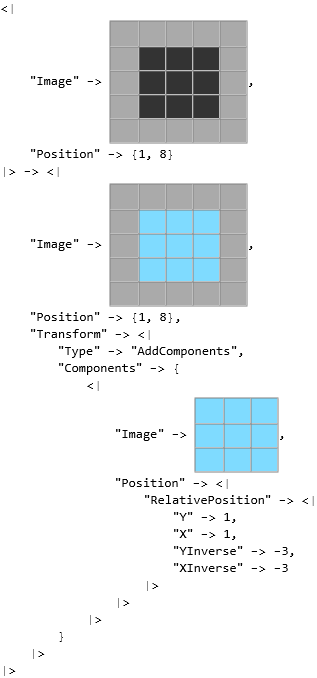 <|
"Image" -> ,
"Position" -> {1, 8}
|> -> <|
"Image" -> ,
"Position" -> {1, 8},
"Transform" -> <|
"Type" -> "AddComponents",
"Components" -> {
<|
"Image" -> ,
"Position" -> <|
"RelativePosition" -> <|
"Y" -> 1,
"X" -> 1,
"YInverse" -> -3,
"XInverse" -> -3
|>
|>
|>
}
|>
|>